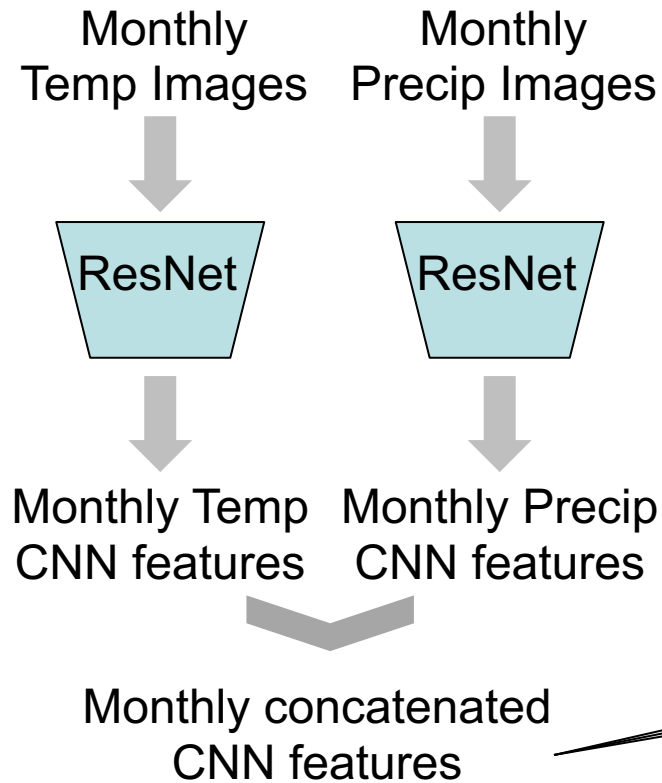 Monthly
Temp Images
Monthly
Precip Images
ResNet
ResNet
Monthly Temp
CNN features
Monthly Precip
CNN features
Monthly concatenated
CNN features